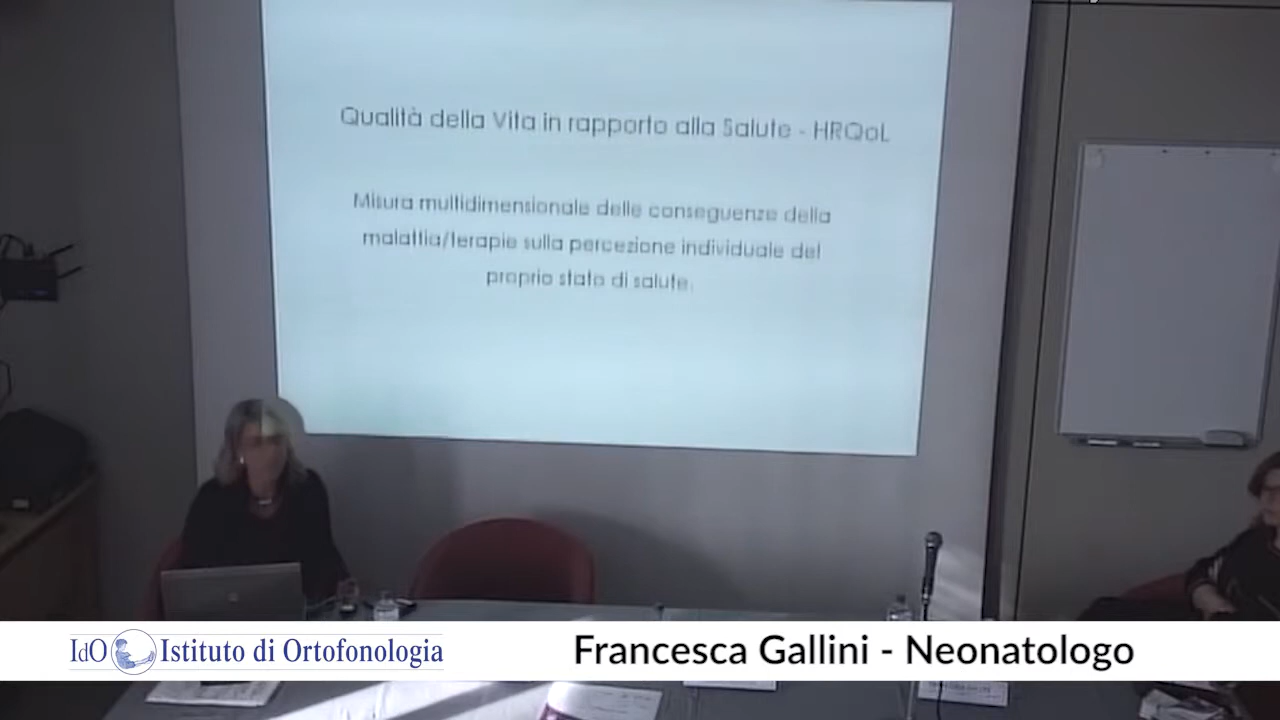 Qualità della Vita in rapporto alla Salute - HRQoL
Misura multidimensionale delle conseguenze della
malattia/terapie sulla percezione individuale del
proprio stato di salute.
IdO Istituto di Ortofonologia
Francesca Gallini - Neonatologo